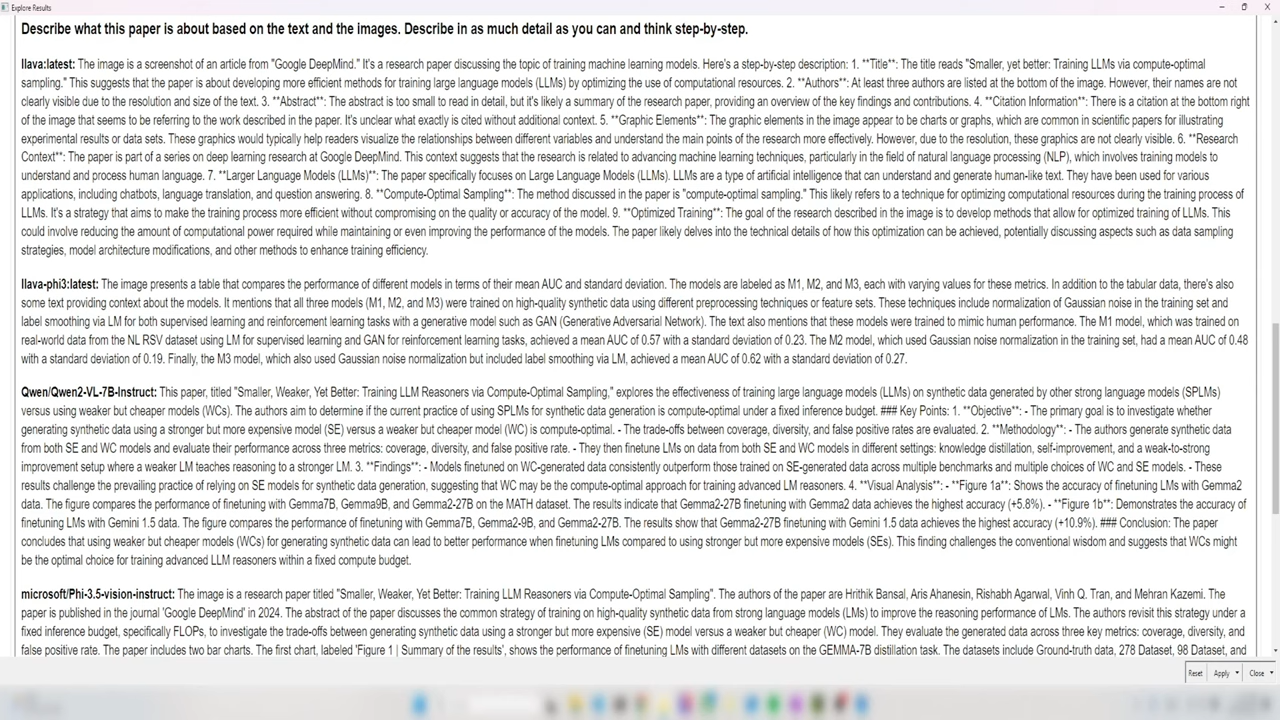 Explore Results
Describe what this paper is about based on the text and the images. Describe in as much detail as you can and think step-by-step.
llava:latest: The image is a screenshot of an article from "Google DeepMind." It's a research paper discussing the topic of training machine learning models. Here's a step-by-step description: 1. **Title**: The title reads "Smaller, yet better: Training LLMs via compute-optimal
sampling." This suggests that the paper is about developing more efficient methods for training large language models (LLMs) by optimizing the use of computational resources. 2. **Authors**: At least three authors are listed at the bottom of the image. However, their names are not
clearly visible due to the resolution and size of the text. 3. **Abstract**: The abstract is too small to read in detail, but it's likely a summary of the research paper, providing an overview of the key findings and contributions. 4. **Citation Information**: There is a citation at the bottom right
of the image that seems to be referring to the work described in the paper. It's unclear what exactly is cited without additional context. 5. **Graphic Elements**: The graphic elements in the image appear to be charts or graphs, which are common in scientific papers for illustrating
experimental results or data sets. These graphics would typically help readers visualize the relationships between different variables and understand the main points of the research more effectively. However, due to the resolution, these graphics are not clearly visible. 6. **Research
Context**: The paper is part of a series on deep learning research at Google DeepMind. This context suggests that the research is related to advancing machine learning techniques, particularly in the field of natural language processing (NLP), which involves training models to
understand and process human language. 7. **Larger Language Models (LLMs)**: The paper specifically focuses on Large Language Models (LLMs). LLMs are a type of artificial intelligence that can understand and generate human-like text. They have been used for various
applications, including chatbots, language translation, and question answering. 8. **Compute-Optimal Sampling**: The method discussed in the paper is "compute-optimal sampling." This likely refers to a technique for optimizing computational resources during the training process of
LLMs. It's a strategy that aims to make the training process more efficient without compromising on the quality or accuracy of the model. 9. **Optimized Training**: The goal of the research described in the image is to develop methods that allow for optimized training of LLMs. This
could involve reducing the amount of computational power required while maintaining or even improving the performance of the models. The paper likely delves into the technical details of how this optimization can be achieved, potentially discussing aspects such as data sampling
strategies, model architecture modifications, and other methods to enhance training efficiency.
llava-phi3:latest: The image presents a table that compares the performance of different models in terms of their mean AUC and standard deviation. The models are labeled as M1, M2, and M3, each with varying values for these metrics. In addition to the tabular data, there's also
some text providing context about the models. It mentions that all three models (M1, M2, and M3) were trained on high-quality synthetic data using different preprocessing techniques or feature sets. These techniques include normalization of Gaussian noise in the training set and
label smoothing via LM for both supervised learning and reinforcement learning tasks with a generative model such as GAN (Generative Adversarial Network). The text also mentions that these models were trained to mimic human performance. The M1 model, which was trained on
real-world data from the NL RSV dataset using LM for supervised learning and GAN for reinforcement learning tasks, achieved a mean AUC of 0.57 with a standard deviation of 0.23. The M2 model, which used Gaussian noise normalization in the training set, had a mean AUC of 0.48
with a standard deviation of 0.19. Finally, the M3 model, which also used Gaussian noise normalization but included label smoothing via LM, achieved a mean AUC of 0.62 with a standard deviation of 0.27.
Qwen/Qwen2-VL-7B-Instruct: This paper, titled "Smaller, Weaker, Yet Better: Training LLM Reasoners via Compute-Optimal Sampling," explores the effectiveness of training large language models (LLMs) on synthetic data generated by other strong language models (SPLMs)
versus using weaker but cheaper models (WCs). The authors aim to determine if the current practice of using SPLMs for synthetic data generation is compute-optimal under a fixed inference budget. ### Key Points: 1. **Objective**: - The primary goal is to investigate whether
generating synthetic data using a stronger but more expensive model (SE) versus a weaker but cheaper model (WC) is compute-optimal. - The trade-offs between coverage, diversity, and false positive rates are evaluated. 2. **Methodology**: - The authors generate synthetic data
from both SE and WC models and evaluate their performance across three metrics: coverage, diversity, and false positive rate. - They then finetune LMs on data from both SE and WC models in different settings: knowledge distillation, self-improvement, and a weak-to-strong
improvement setup where a weaker LM teaches reasoning to a stronger LM. 3. **Findings**: - Models finetuned on WC-generated data consistently outperform those trained on SE-generated data across multiple benchmarks and multiple choices of WC and SE models. - These
results challenge the prevailing practice of relying on SE models for synthetic data generation, suggesting that WC may be the compute-optimal approach for training advanced LM reasoners. 4. **Visual Analysis**: - **Figure 1a**: Shows the accuracy of finetuning LMs with Gemma2
data. The figure compares the performance of finetuning with Gemma7B, Gemma9B, and Gemma2-27B on the MATH dataset. The results indicate that Gemma2-27B finetuning with Gemma2 data achieves the highest accuracy (+5.8%). - **Figure 1b**: Demonstrates the accuracy of
finetuning LMs with Gemini 1.5 data. The figure compares the performance of finetuning with Gemma7B, Gemma2-9B, and Gemma2-27B. The results show that Gemma2-27B finetuning with Gemini 1.5 data achieves the highest accuracy (+10.9%). ### Conclusion: The paper
concludes that using weaker but cheaper models (WCs) for generating synthetic data can lead to better performance when finetuning LMs compared to using stronger but more expensive models (SEs). This finding challenges the conventional wisdom and suggests that WCs might
be the optimal choice for training advanced LLM reasoners within a fixed compute budget.
microsoft/Phi-3.5-vision-instruct: The image is a research paper titled "Smaller, Weaker, Yet Better: Training LLM Reasoners via Compute-Optimal Sampling". The authors of the paper are Hrithik Bansal, Aris Ahanesin, Rishabh Agarwal, Vinh Q. Tran, and Mehran Kazemi. The
paper is published in the journal 'Google DeepMind' in 2024. The abstract of the paper discusses the common strategy of training on high-quality synthetic data from strong language models (LMs) to improve the reasoning performance of LMs. The authors revisit this strategy under a
fixed inference budget, specifically FLOPs, to investigate the trade-offs between generating synthetic data using a stronger but more expensive (SE) model versus a weaker but cheaper (WC) model. They evaluate the generated data across three key metrics: coverage, diversity, and
false positive rate. The paper includes two bar charts. The first chart, labeled 'Figure 1 | Summary of the results', shows the performance of finetuning LMs with different datasets on the GEMMA-7B distillation task. The datasets include Ground-truth data, 278 Dataset, 98 Dataset, and
Reset Apply Close